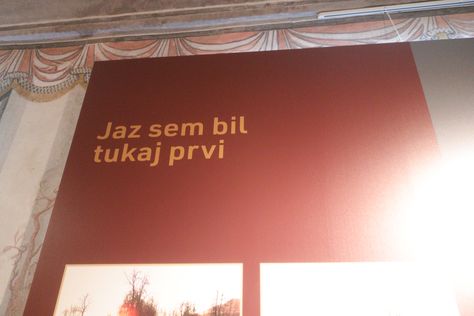 Jaz sem bil
tukaj prvi